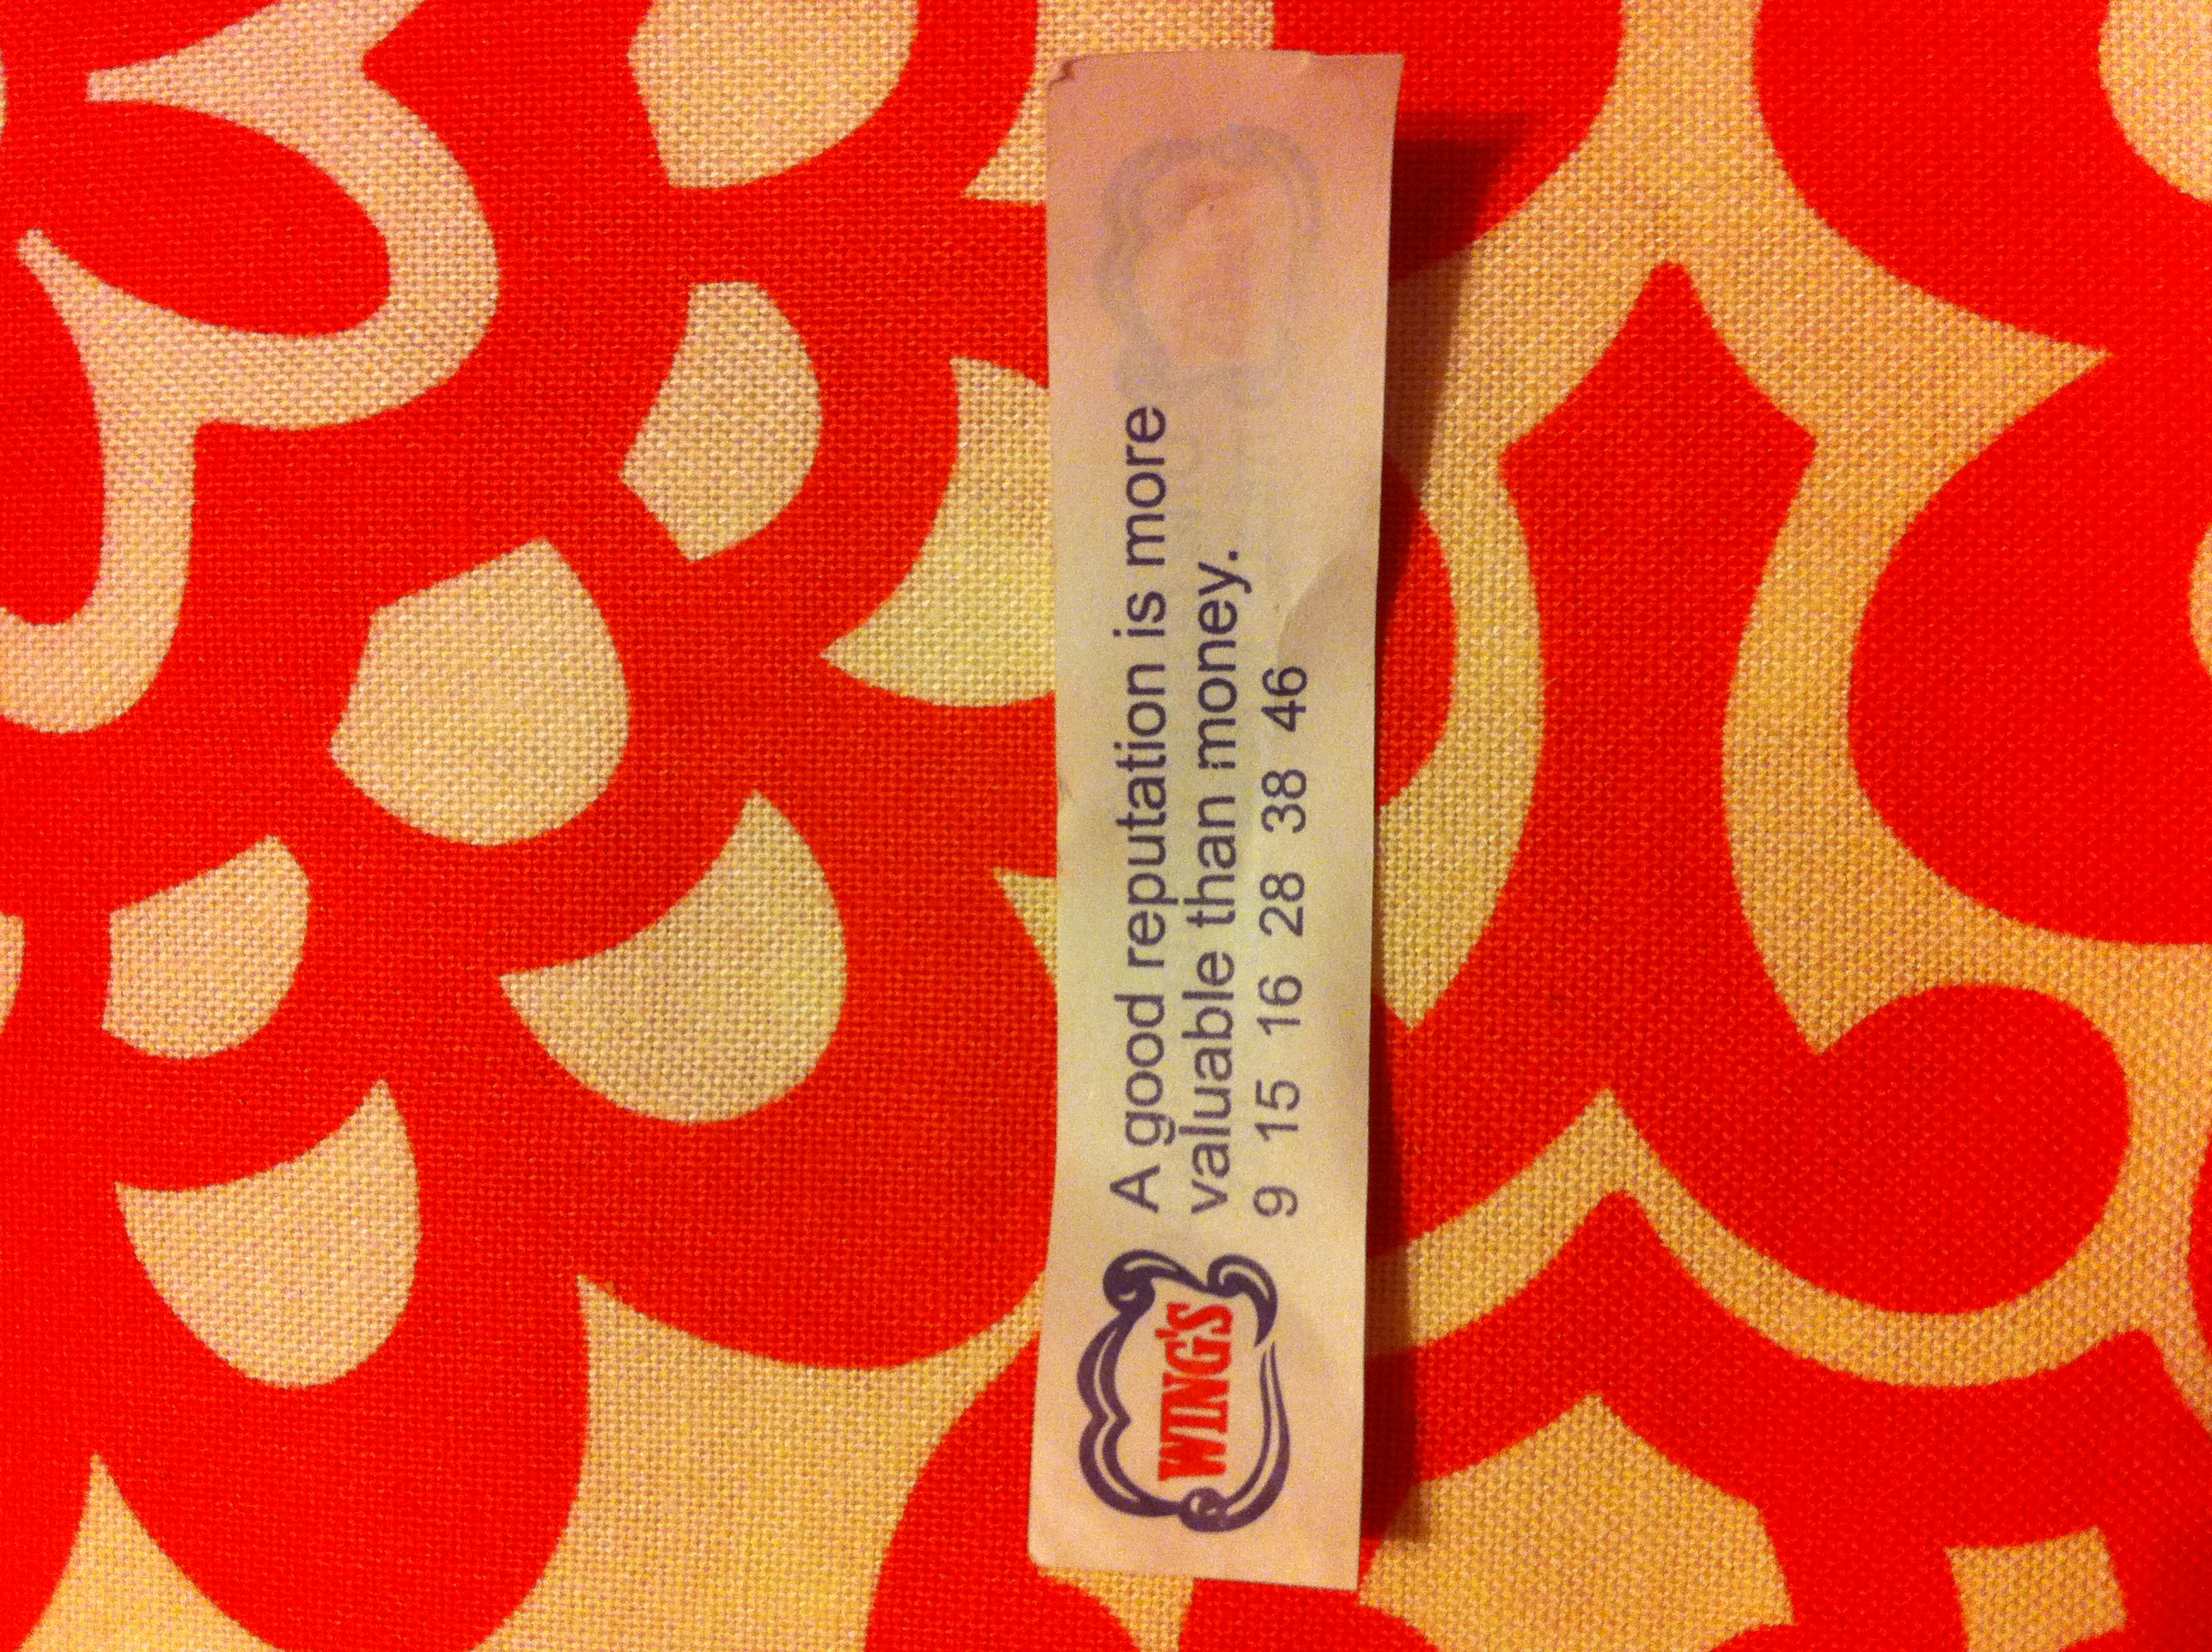 WING'S
A good reputation is more
valuable than money.
9 15 16 28 38 46